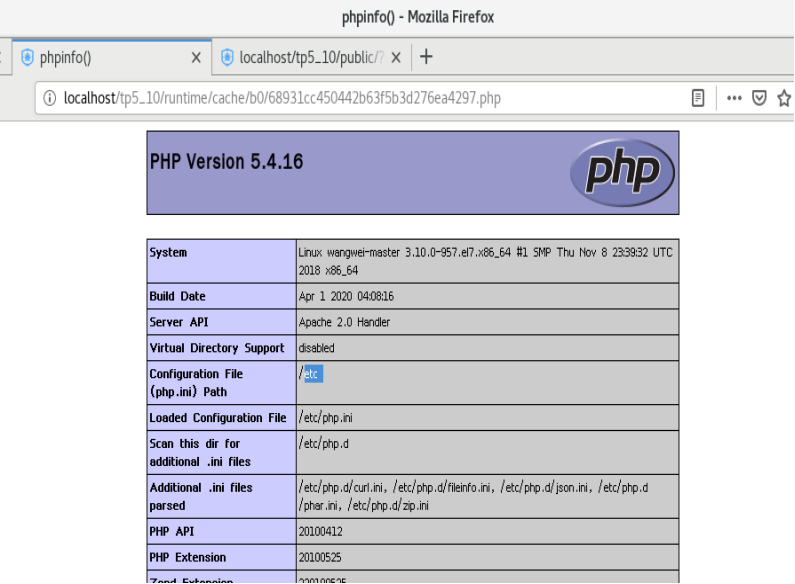 phpinfo() - Mozilla Firefox
phpinfo()
localhost/tp5_10/public/?
localhost/tp5_10/runtime/cache/b0/68931cc450442b63f5b3d276ea4297.php
PHP Version 5.4.16
php
System
Linux wangwei-master 3.10.0-957.el7.x86_64 #1 SMP Thu Nov 8 23:39:32 UTC
2018 x86_64
Build Date
Apr 1 2020 04:08:16
Server API
Apache 2.0 Handler
Virtual Directory Support
disabled
Configuration File
(php.ini) Path
/etc
Loaded Configuration File
/etc/php.ini
Scan this dir for
additional .ini files
/etc/php.d
Additional .ini files
parsed
/etc/php.d/curl.ini, /etc/php.d/fileinfo.ini, /etc/php.d/json.ini, /etc/php.d
/phar.ini, /etc/php.d/zip.ini
PHP API
20100412
PHP Extension
20100525
Zend Extension
220100525